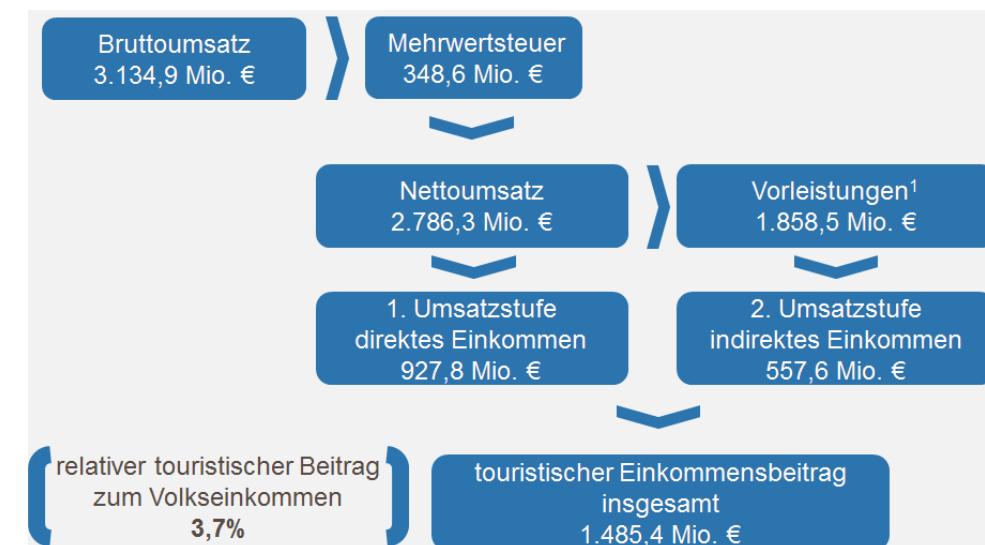 Bruttoumsatz
3.134,9 Mio. €
Mehrwertsteuer
348,6 Mio. €
Nettoumsatz
2.786,3 Mio. €
Vorleistungen¹
1.858,5 Mio. €
1. Umsatzstufe
direktes Einkommen
927,8 Mio. €
2. Umsatzstufe
indirektes Einkommen
557,6 Mio. €
relativer touristischer Beitrag
zum Volkseinkommen
3,7%
touristischer Einkommensbeitrag
insgesamt
1.485,4 Mio. €